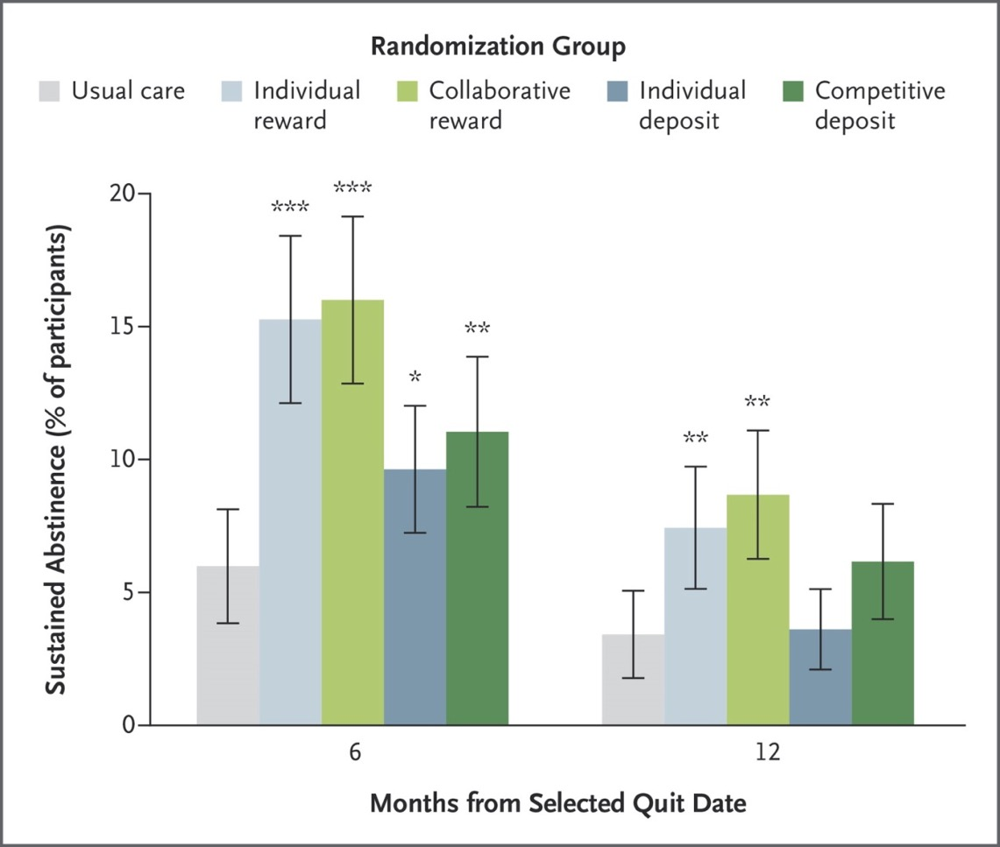 Randomization Group
Usual care
Individual reward
Collaborative reward
Individual deposit
Competitive deposit
Sustained Abstinence (% of participants)
20
15
10
5
0
***
***
*
**
**
**
6
12
Months from Selected Quit Date